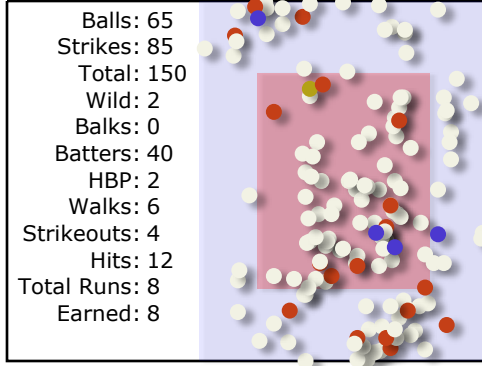 Balls: 65
Strikes: 85
Total: 150
Wild: 2
Balks: 0
Batters: 40
HBP: 2
Walks: 6
Strikeouts: 4
Hits: 12
Total Runs: 8
Earned: 8